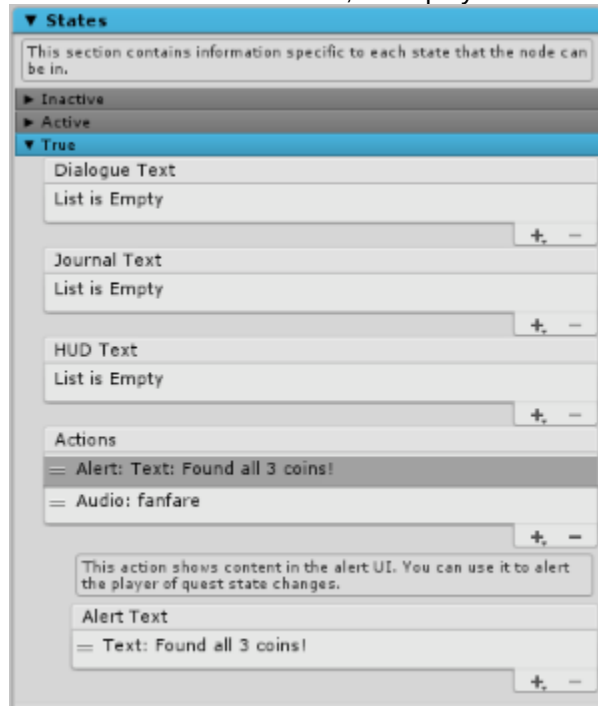 States
This section contains information specific to each state that the node can
be in.
Inactive
Active
True
Dialogue Text
List is Empty
Journal Text
List is Empty
HUD Text
List is Empty
Actions
Alert: Text: Found all 3 coins!
Audio: fanfare
This action shows content in the alert UI. You can use it to alert
the player of quest state changes.
Alert Text
Text: Found all 3 coins!